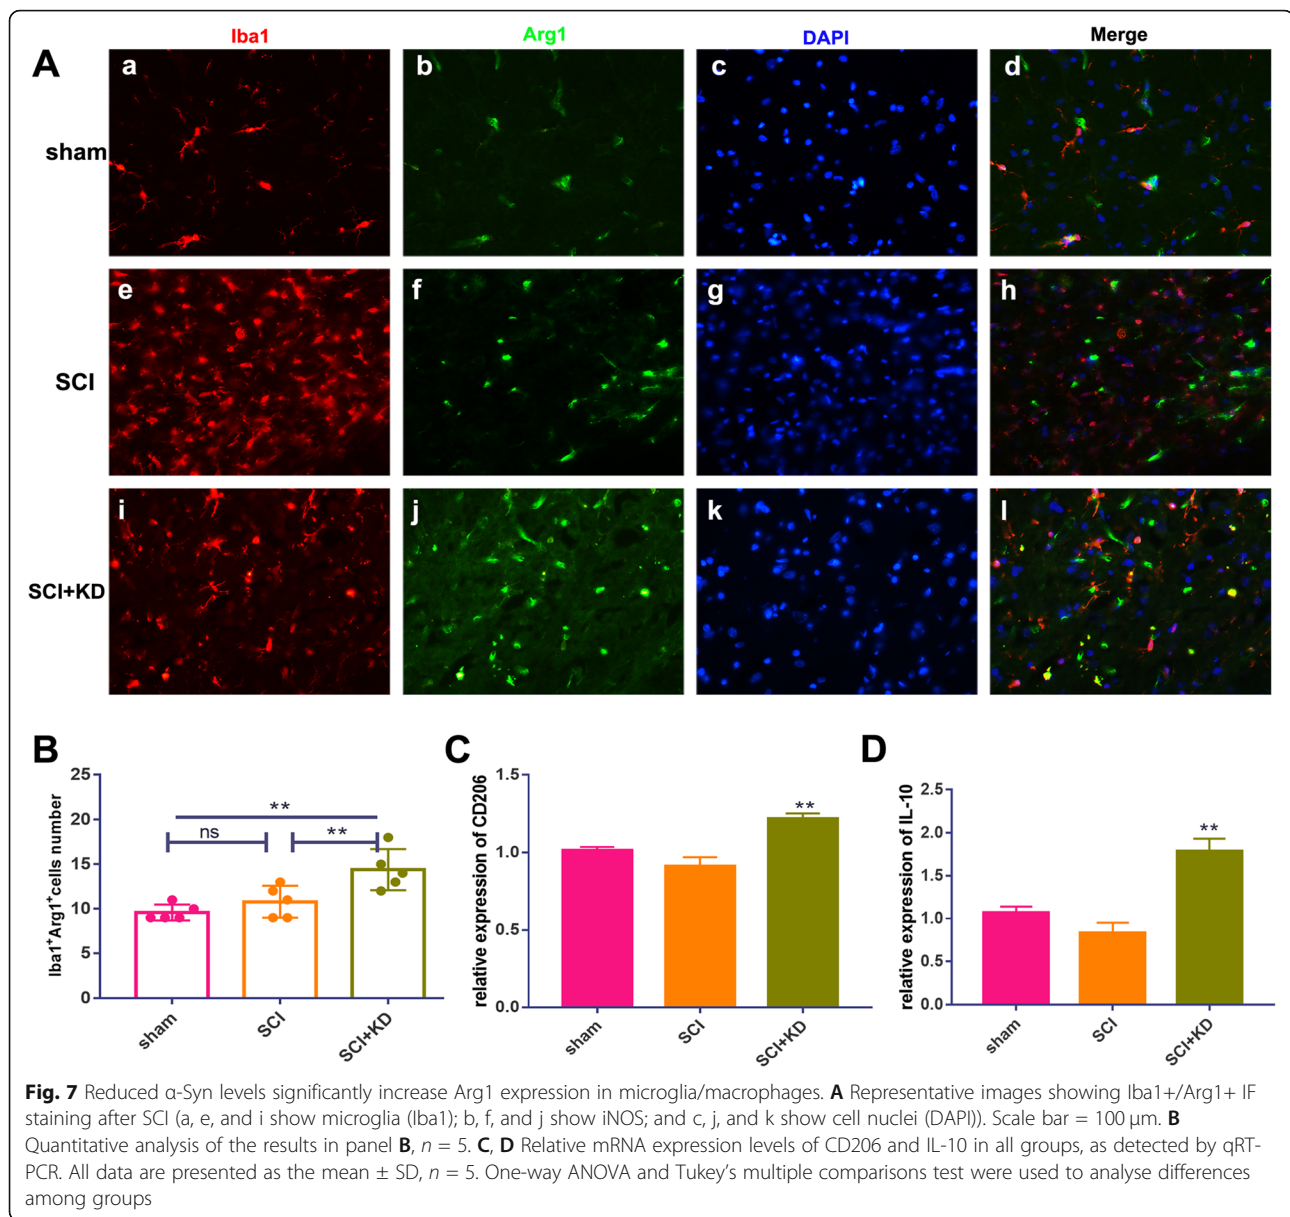 Iba1 Arg1 DAPI Merge
A
a b c d
sham
e f g h
SCI
i j k l
SCI+KD
B
Iba1+Arg1+cells number
25
20
15
10
5
0
**
ns **
sham SCI SCI+KD
C
relative expression of CD206
1.5
1.0
0.5
0.0
**
sham SCI SCI+KD
D
relative expression of IL-10
2.5
2.0
1.5
1.0
0.5
0.0
**
sham SCI SCI+KD
Fig. 7 Reduced α-Syn levels significantly increase Arg1 expression in microglia/macrophages. A Representative images showing Iba1+/Arg1+ IF
staining after SCI (a, e, and i show microglia (Iba1); b, f, and j show iNOS; and c, j, and k show cell nuclei (DAPI)). Scale bar = 100 μm. B
Quantitative analysis of the results in panel B, n = 5. C, D Relative mRNA expression levels of CD206 and IL-10 in all groups, as detected by qRT-
PCR. All data are presented as the mean ± SD, n = 5. One-way ANOVA and Tukey's multiple comparisons test were used to analyse differences
among groups